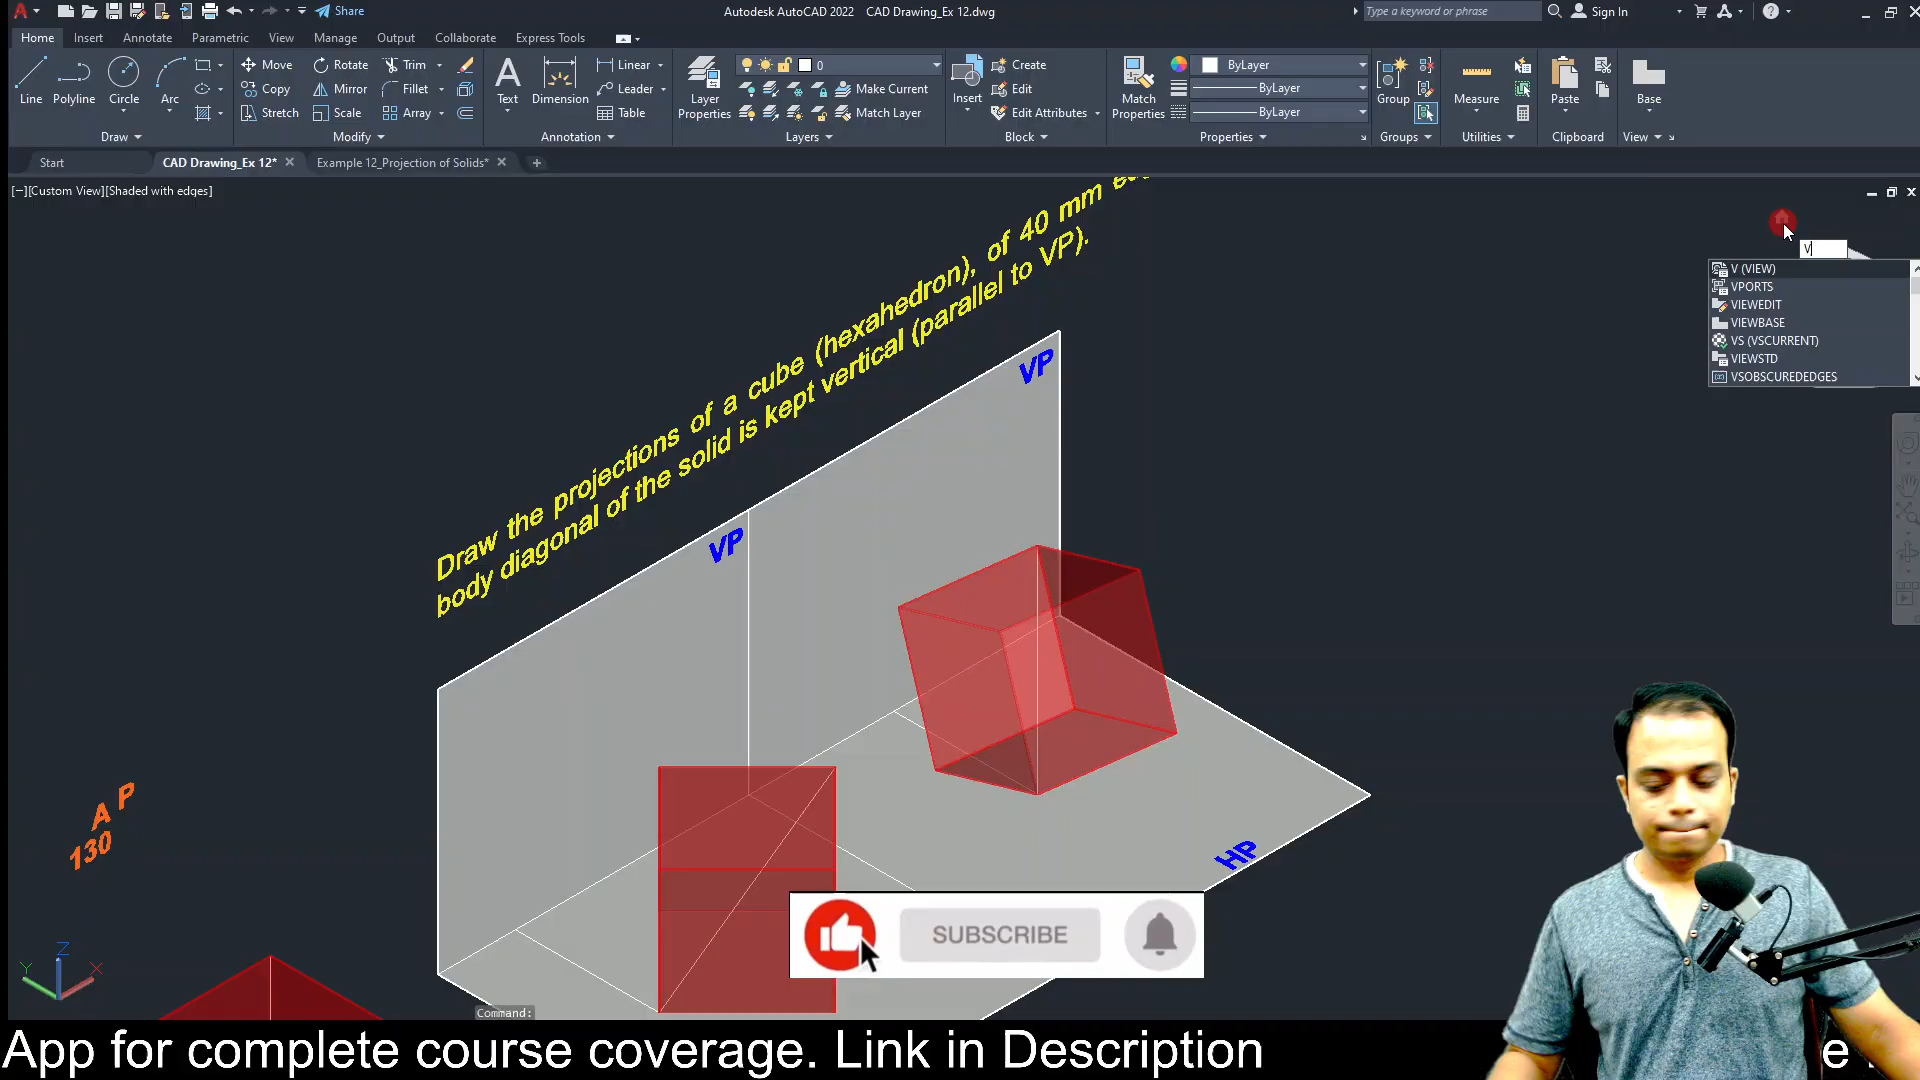 Share
Autodesk AutoCAD 2022 CAD Drawing_Ex 12.dwg
Type a keyword or phrase
Sign In
Home Insert Annotate Parametric View Manage Output Collaborate Express Tools
Line Polyline Circle Arc
Move Rotate Trim
Copy Mirror Fillet
Stretch Scale Array
Text Dimension
Linear
Leader
Table
Layer Properties
0
Make Current
Match Layer
Insert
Create
Edit
Edit Attributes
Match Properties
ByLayer
ByLayer
ByLayer
Group
Measure
Paste
Base
Draw Modify Annotation Layers Block Properties Groups Utilities Clipboard View
Start CAD Drawing_Ex 12* Example 12_Projection of Solids*
[−][Custom View][Shaded with edges]
V
V (VIEW)
VPORTS
VIEWEDIT
VIEWBASE
VS (VSCURRENT)
VIEWSTD
VSOBSCUREDEDGES
Draw the projections of a cube (hexahedron), of 40 mm
body diagonal of the solid is kept vertical (parallel to VP).
VP
VP
HP
A P
130
Z
Y
X
SUBSCRIBE
Command:
App for complete course coverage. Link in Description